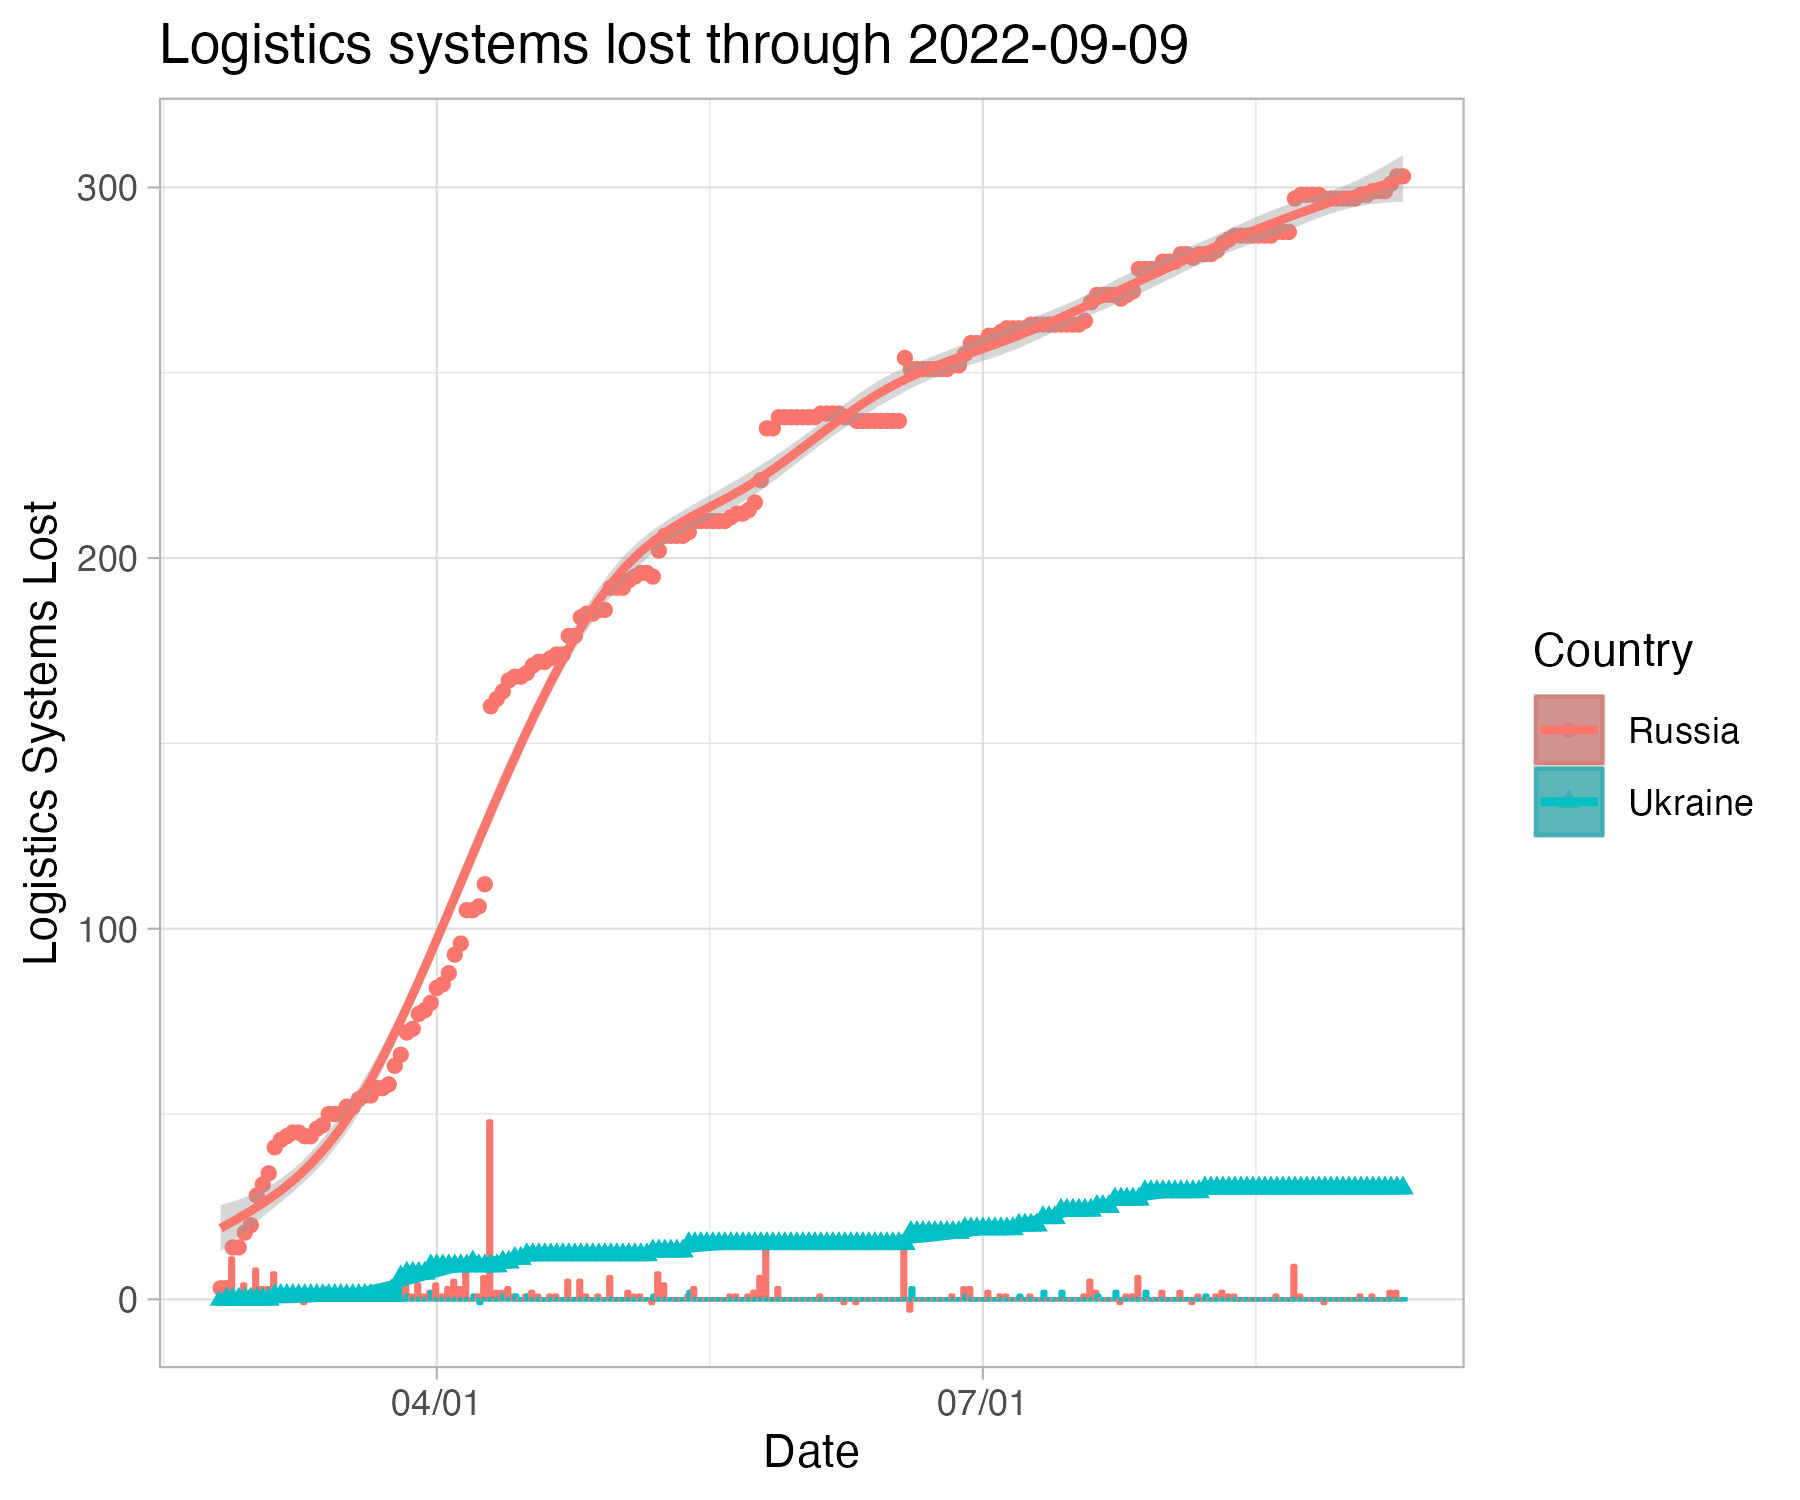 Logistics systems lost through 2022-09-09
Logistics Systems Lost
300
200
100
0
04/01
07/01
Date
Country
Russia
Ukraine